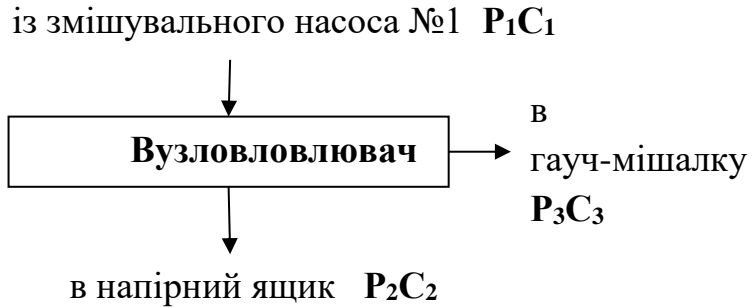 із змішувального насоса №1 P₁C₁
Вузловловлювач
в
гауч-мішалку
P₃C₃
в напірний ящик P₂C₂